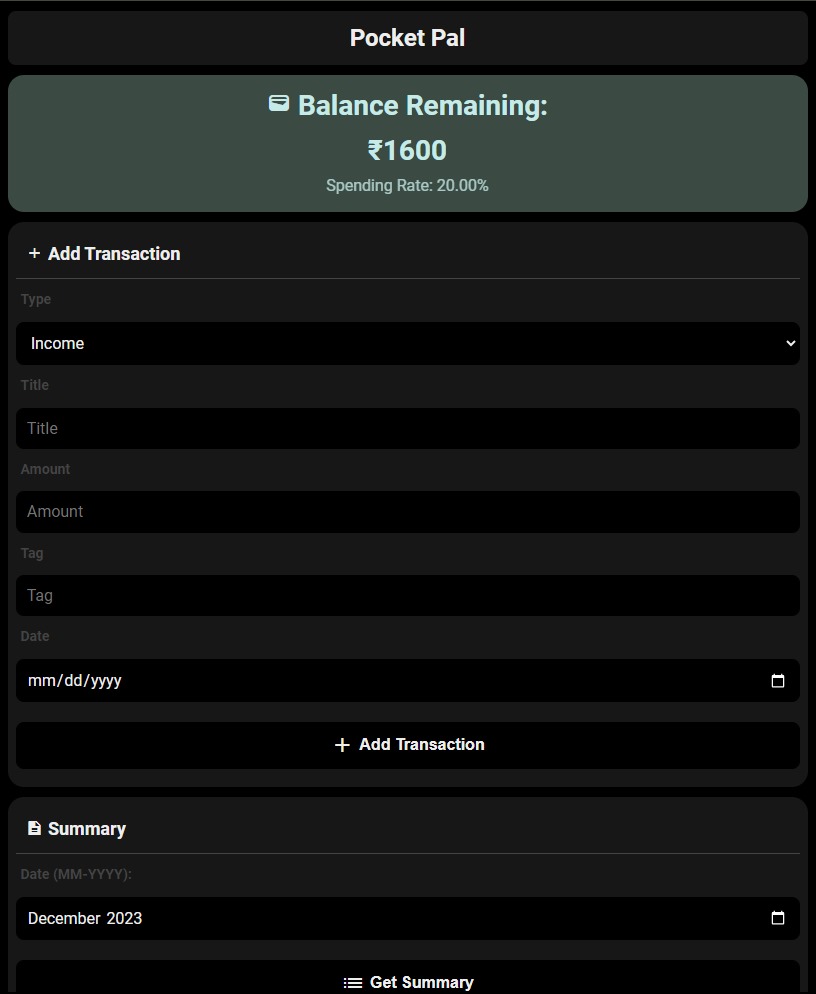 Pocket Pal
Balance Remaining:
₹1600
Spending Rate: 20.00%
+ Add Transaction
Type
Income
Title
Title
Amount
Amount
Tag
Tag
Date
mm/dd/yyyy
+ Add Transaction
Summary
Date (MM-YYYY):
December 2023
Get Summary